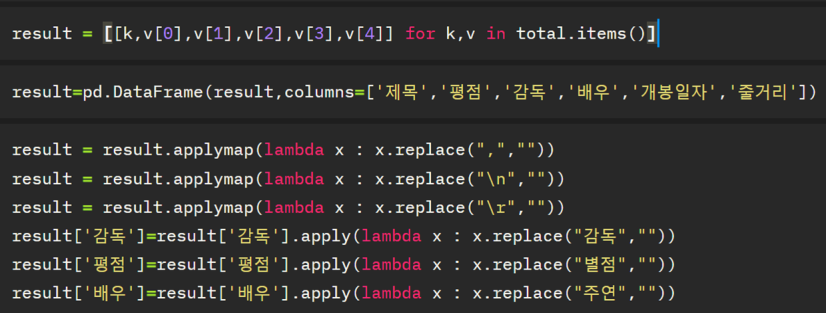 result = [[k,v[0],v[1],v[2],v[3],v[4]] for k,v in total.items()]
result=pd.DataFrame(result,columns=['제목','평점','감독','배우','개봉일자','줄거리'])
result = result.applymap(lambda x : x.replace(",",""))
result = result.applymap(lambda x : x.replace("\n",""))
result = result.applymap(lambda x : x.replace("\r",""))
result['감독']=result['감독'].apply(lambda x : x.replace("감독",""))
result['평점']=result['평점'].apply(lambda x : x.replace("별점",""))
result['배우']=result['배우'].apply(lambda x : x.replace("주연",""))